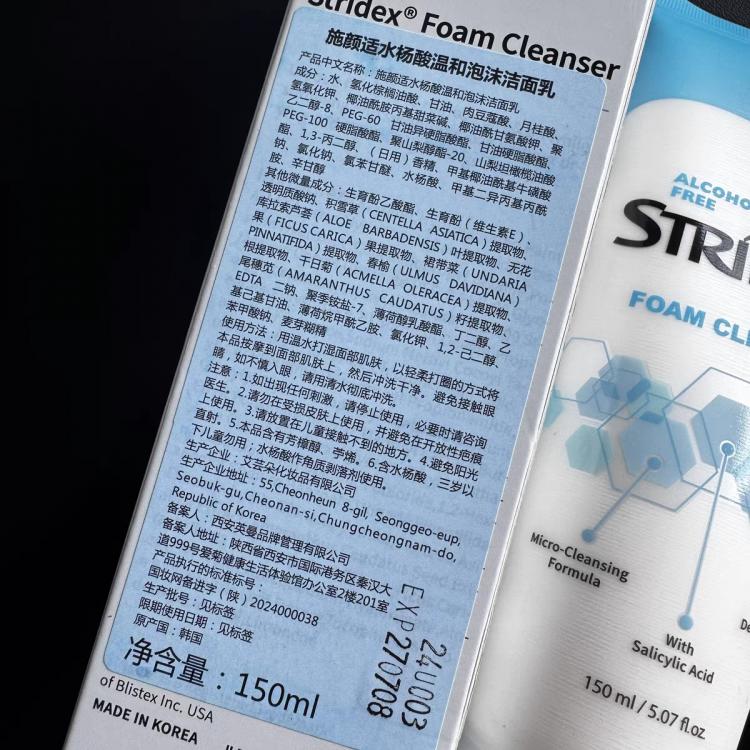 Stridex® Foam Cleanser
施颜适水杨酸温和泡沫洁面乳
产品中文名称：施颜适水杨酸温和泡沫洁面乳
成分：水、氢化棕榈油酸、甘油、肉豆蔻酸、月桂酸、
氢氧化钾、椰油酰胺丙基甜菜碱、椰油酰甘氨酸钾、聚
乙二醇-8、PEG-60 甘油异硬脂酸酯、甘油硬脂酸酯、
PEG-100 硬脂酸酯、聚山梨醇酯-20、山梨坦橄榄油酸
酯、1,3-丙二醇、（日用）香精、甲基椰油酰基牛磺酸
钠、氯化钠、氯苯甘醚、水杨酸、甲基二异丙基丙酰
胺、辛甘醇
其他微量成分：生育酚乙酸酯、生育酚（维生素E）、
透明质酸钠、积雪草（CENTELLA ASIATICA）提取物、
库拉索芦荟（ALOE BARBADENSIS）叶提取物、无花
果（FICUS CARICA）果提取物、裙带菜（UNDARIA
PINNATIFIDA）提取物、春榆（ULMUS DAVIDIANA）
根提取物、干日菊（ACMELLA OLERACEA）提取物、
尾穗苋（AMARANTHUS CAUDATUS）籽提取物、
EDTA 二钠、聚季铵盐-7、薄荷醇乳酸酯、丁二醇、乙
基己基甘油、薄荷烷甲酰乙胺、氯化钾、1,2-己二醇、
苯甲酸钠、麦芽糊精
使用方法：用温水打湿面部肌肤，以轻柔打圈的方式将
本品按摩到面部肌肤上，然后冲洗干净。避免接触眼
睛，如不慎入眼，请用清水彻底冲洗。
注意：1.如出现任何刺激，请停止使用，必要时请咨询
医生。2.请勿在受损皮肤上使用，并避免在开放性疤痕
上使用。3.请放置在儿童接触不到的地方。4.避免阳光
直射。5.本品含有芳樟醇、苧烯。6.含水杨酸，三岁以
下儿童勿用；水杨酸作角质剥落剂使用。
生产企业：艾芸朵化妆品有限公司
生产企业地址：55,Cheonheun 8-gil, Seonggeo-eup,
Seobuk-gu,Cheonan-si,Chungcheongnam-do,
Republic of Korea
备案人：西安英曼品牌管理有限公司
备案人地址：陕西省西安市国际港务区秦汉大
道999号爱菊健康生活体验馆办公室2楼201室
产品执行的标准编号：
国妆网备进字（陕）2024000038
生产批号：见标签
限期使用日期：见标签
原产国：韩国
24U003
EXP270708
净含量：150ml
of Blistex Inc. USA
MADE IN KOREA
ALCOHO
FREE
STRI
FOAM CLE
Micro-Cleansing
Formula
With
Salicylic Acid
De
150 ml / 5.07 fl.oz